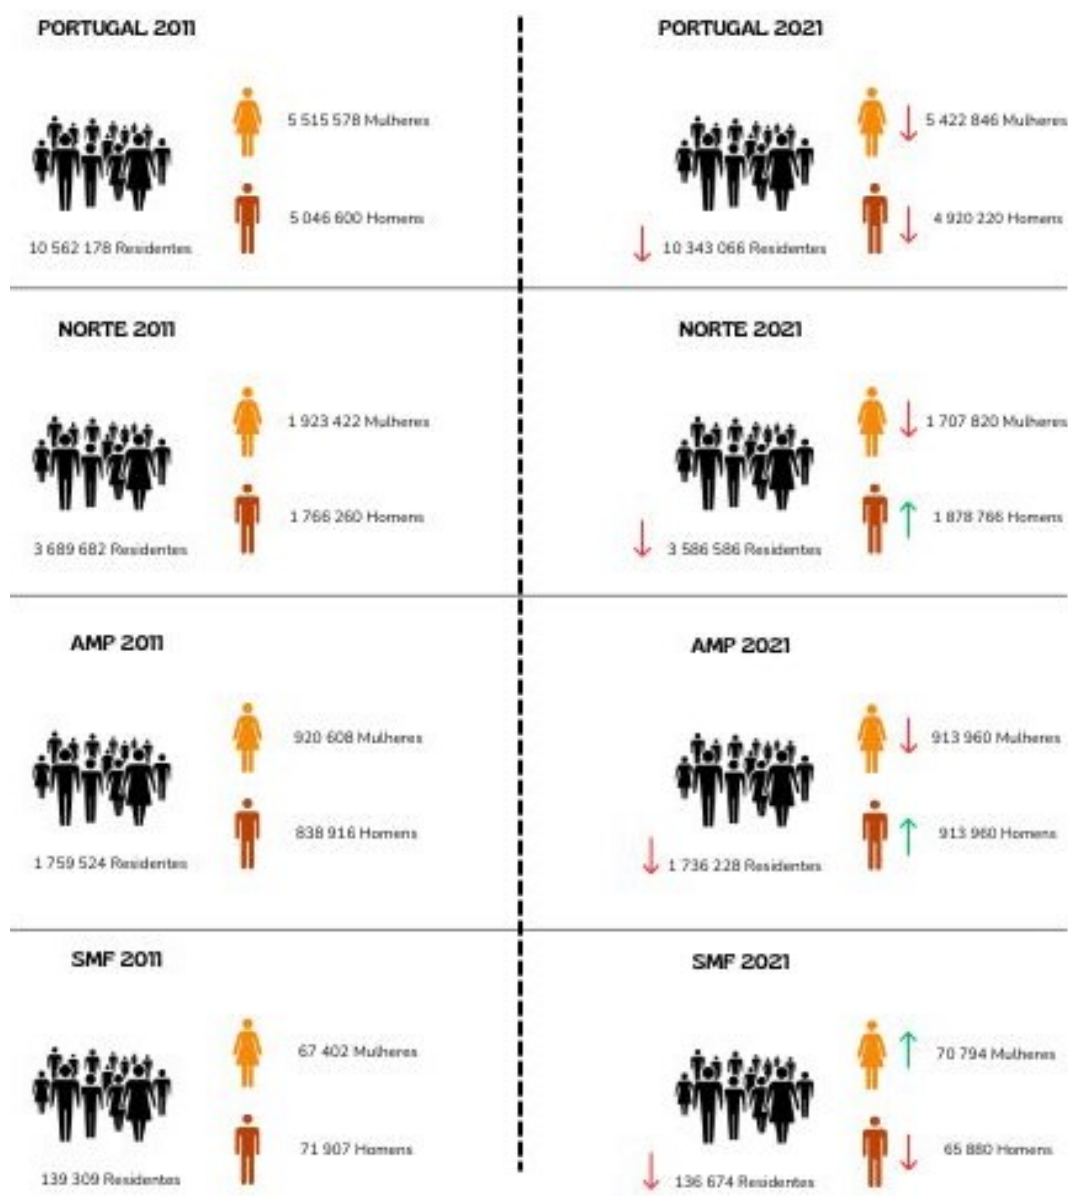 PORTUGAL 2011
5 515 578 Mulheres
5 046 600 Homens
10 562 178 Residentes
PORTUGAL 2021
5 422 846 Mulheres
4 920 220 Homens
10 343 066 Residentes
NORTE 2011
1 923 422 Mulheres
1 766 260 Homens
3 689 682 Residentes
NORTE 2021
1 707 820 Mulheres
1 878 766 Homens
3 586 586 Residentes
AMP 2011
920 608 Mulheres
838 916 Homens
1 759 524 Residentes
AMP 2021
913 960 Mulheres
913 960 Homens
1 736 228 Residentes
SMF 2011
67 402 Mulheres
71 907 Homens
139 309 Residentes
SMF 2021
70 794 Mulheres
65 880 Homens
136 674 Residentes